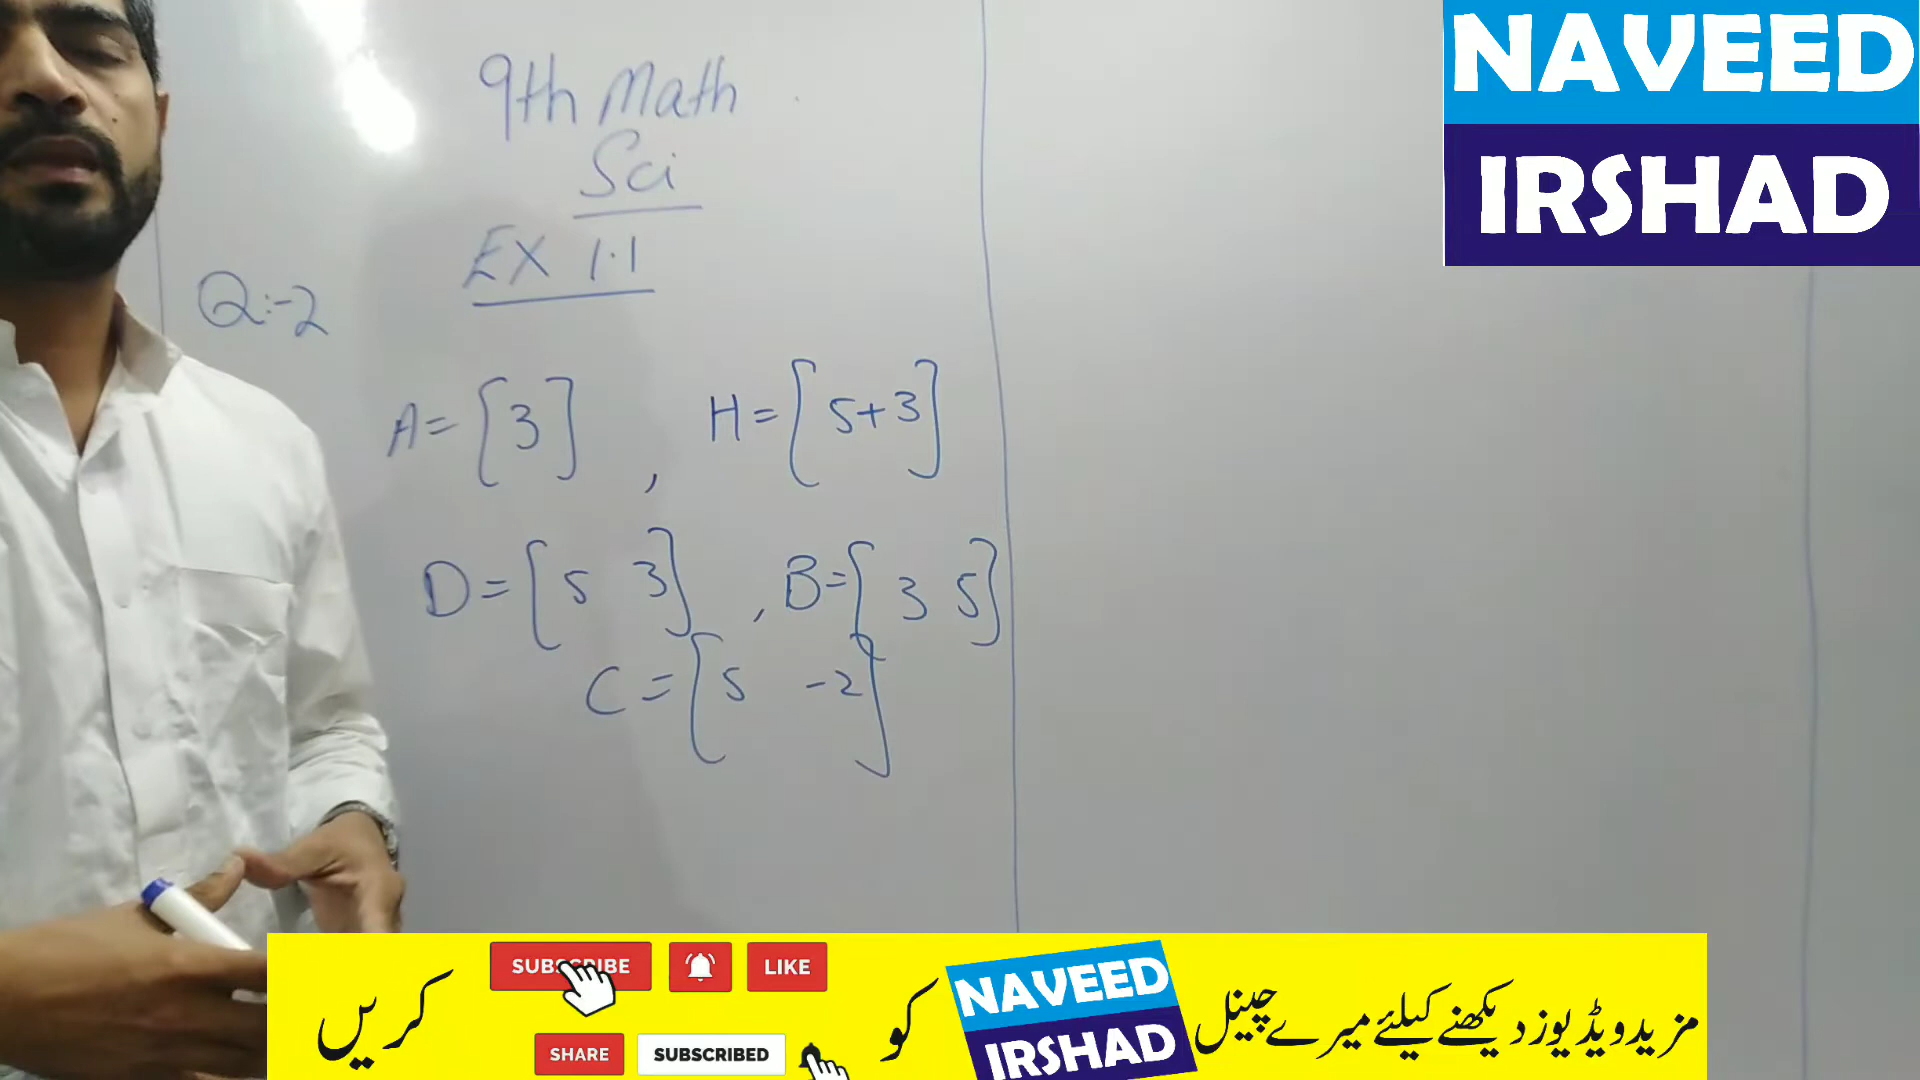 NAVEED
IRSHAD
9th Math
Sci
EX 1.1
Q:-2
A = [3] , H = [5+3]
D = [5 3] , B = [3 5]
C = [5 -2]
مزید ویڈیوز دیکھنے کیلئے میرے چینل NAVEED IRSHAD کو SUBSCRIBE LIKE کریں
SHARE SUBSCRIBED